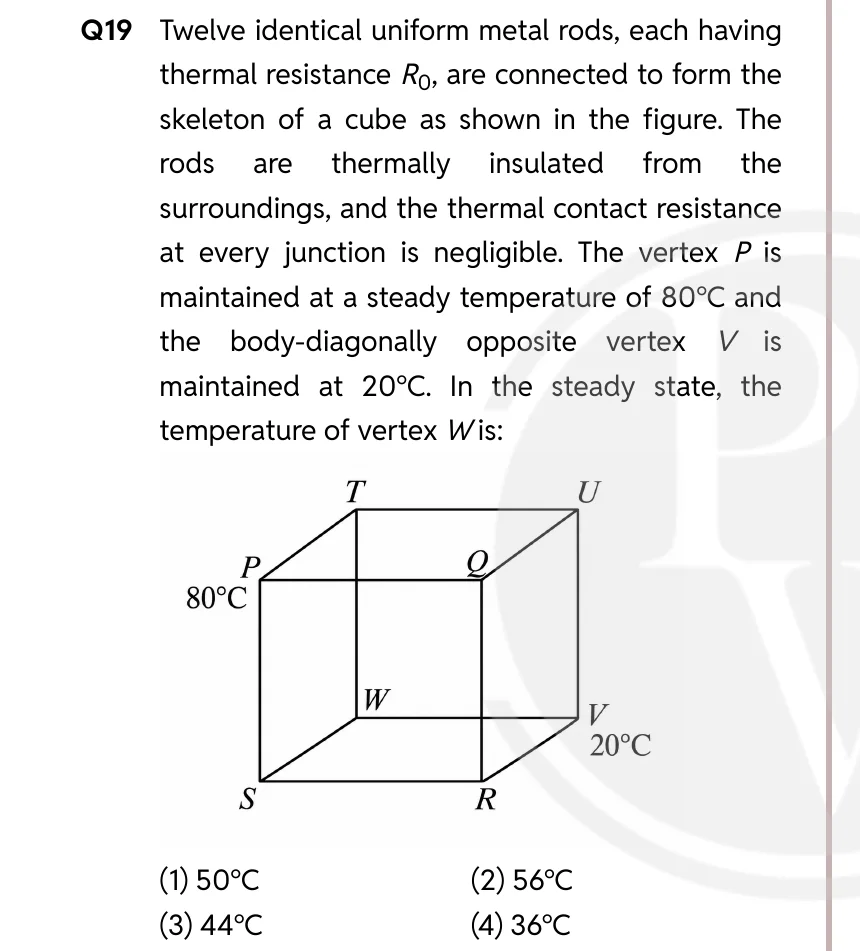 Q19 Twelve identical uniform metal rods, each having
thermal resistance R₀, are connected to form the
skeleton of a cube as shown in the figure. The
rods are thermally insulated from the
surroundings, and the thermal contact resistance
at every junction is negligible. The vertex P is
maintained at a steady temperature of 80°C and
the body-diagonally opposite vertex V is
maintained at 20°C. In the steady state, the
temperature of vertex W is:
T U
P Q
80°C
W V
20°C
S R
(1) 50°C (2) 56°C
(3) 44°C (4) 36°C